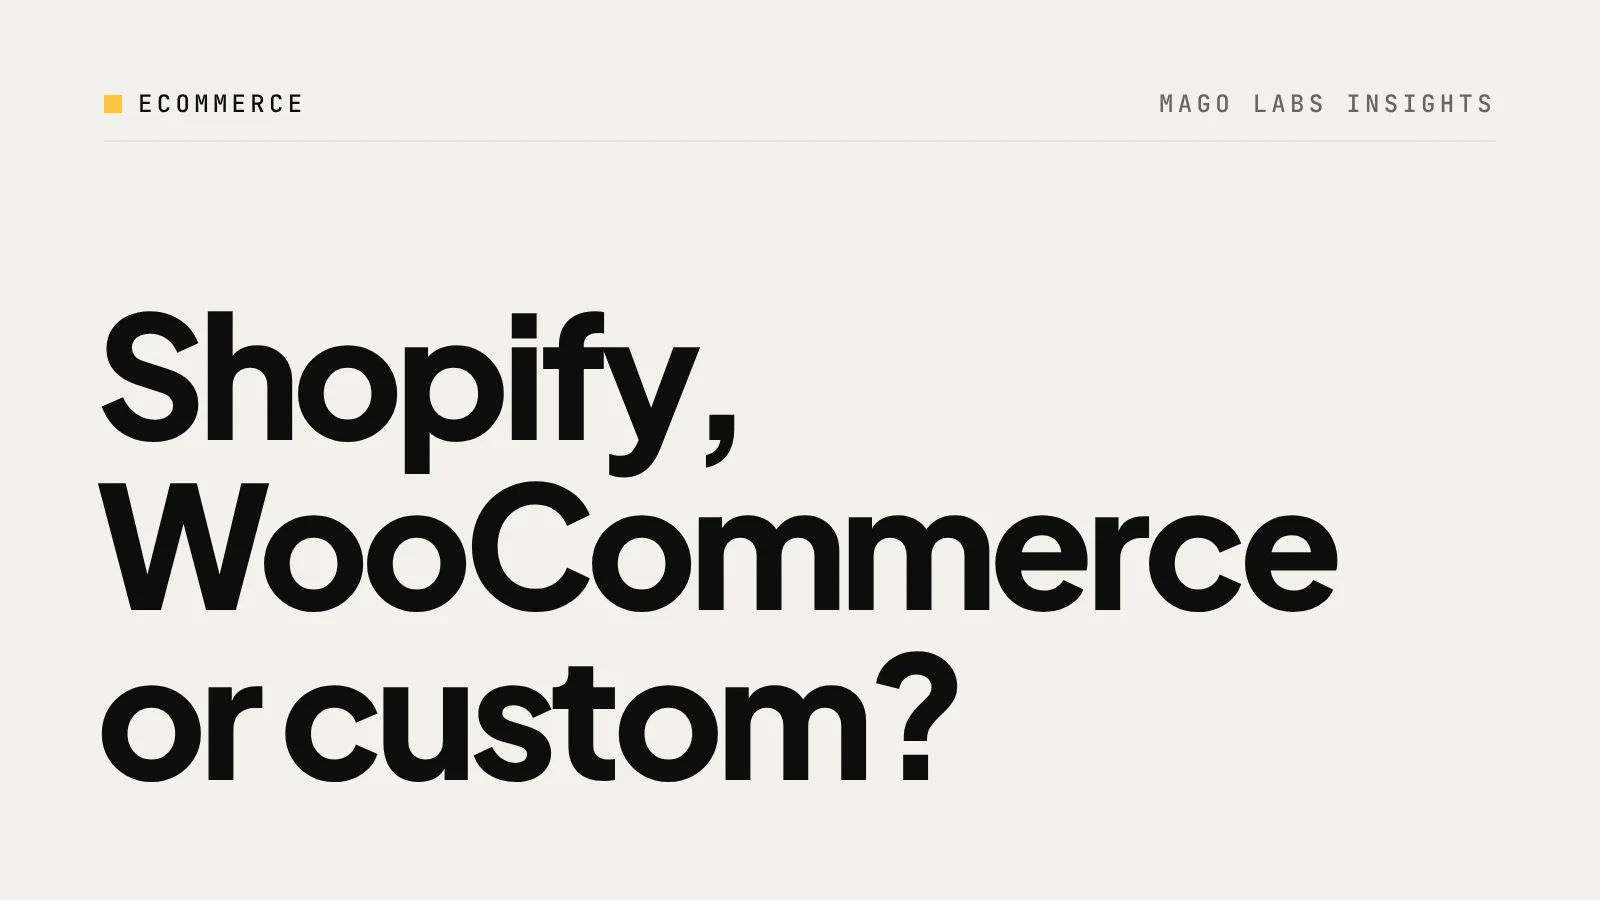 ECOMMERCE
MAGO LABS INSIGHTS
Shopify,
WooCommerce
or custom?